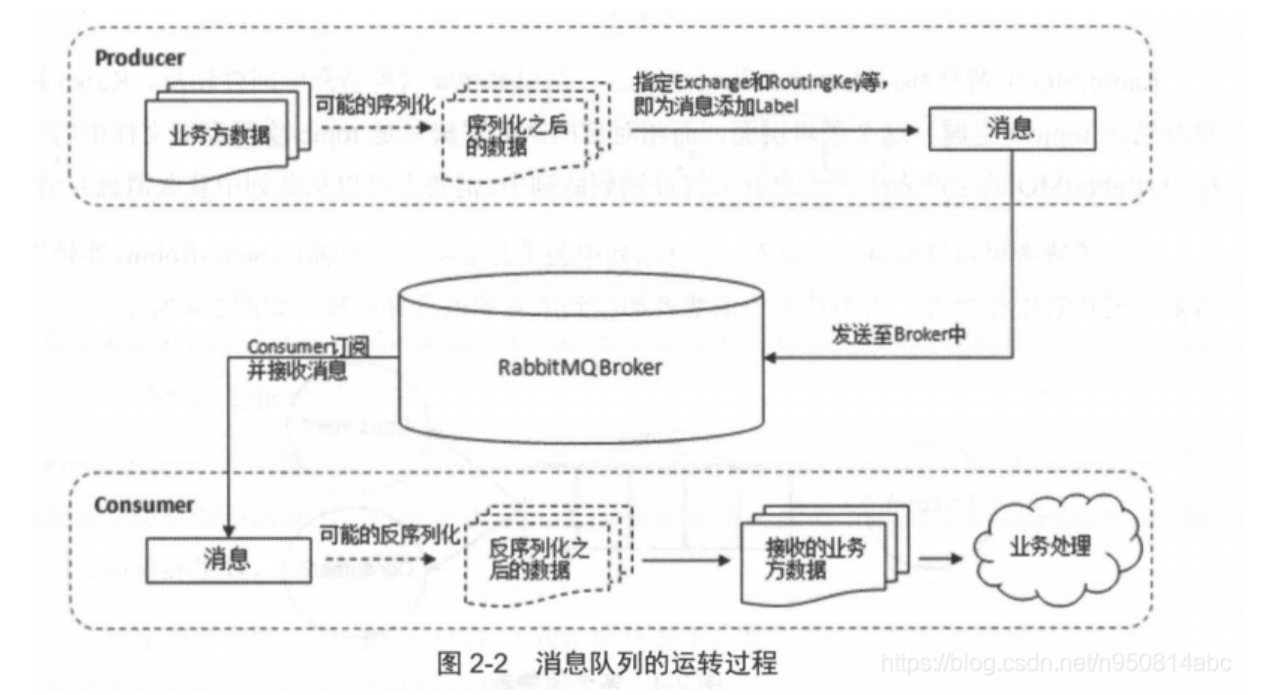 Producer
业务方数据
可能的序列化
序列化之后
的数据
指定Exchange和RoutingKey等，
即为消息添加Label
消息
发送至Broker中
RabbitMQBroker
Consumer订阅
并接收消息
Consumer
消息
可能的反序列化
反序列化之
后的数据
接收的业务
方数据
业务处理
图 2-2 消息队列的运转过程
https://blog.csdn.net/n950814abc